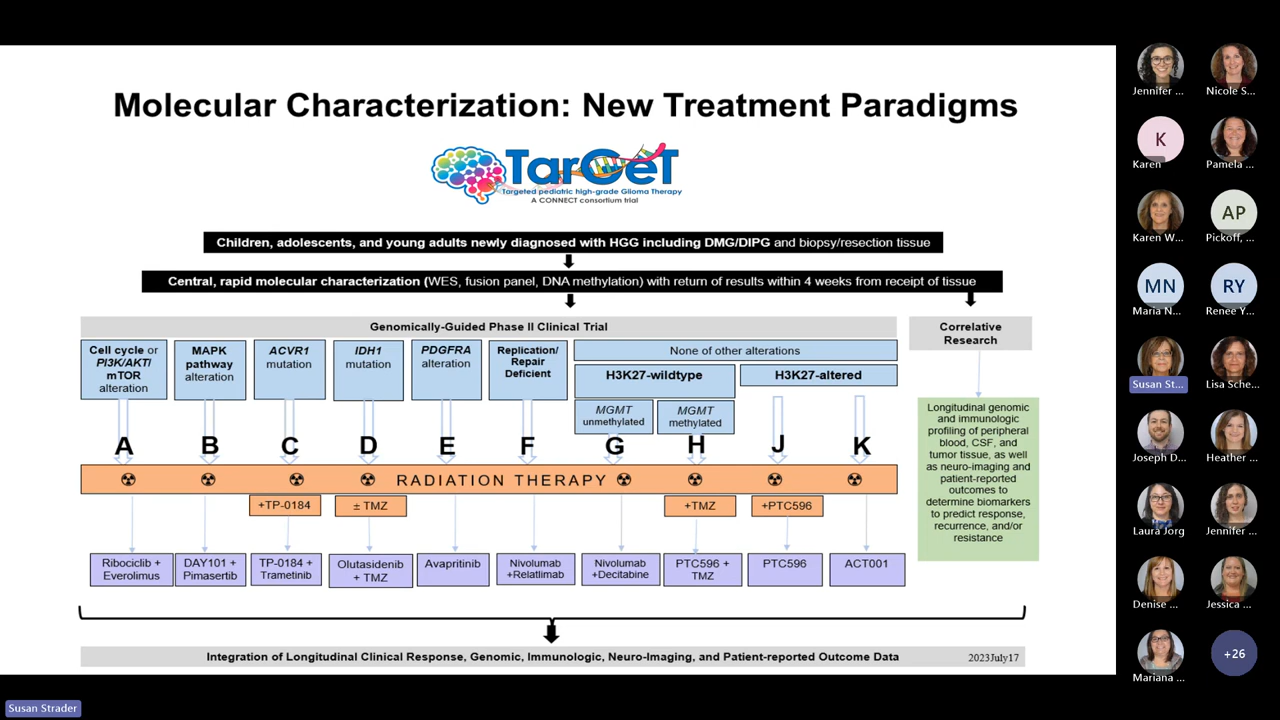 Molecular Characterization: New Treatment Paradigms
TarGeT
Targeted pediatric high-grade Glioma Therapy
A CONNECT consortium trial
Children, adolescents, and young adults newly diagnosed with HGG including DMG/DIPG and biopsy/resection tissue
Central, rapid molecular characterization (WES, fusion panel, DNA methylation) with return of results within 4 weeks from receipt of tissue
Genomically-Guided Phase II Clinical Trial
Correlative
Research
Cell cycle or
PI3K/AKT/
mTOR
alteration
MAPK
pathway
alteration
ACVR1
mutation
IDH1
mutation
PDGFRA
alteration
Replication/
Repair
Deficient
None of other alterations
H3K27-wildtype
H3K27-altered
MGMT
unmethylated
MGMT
methylated
A B C D E F G H J K
RADIATION THERAPY
+TP-0184
± TMZ
+TMZ
+PTC596
Ribociclib +
Everolimus
DAY101 +
Pimasertib
TP-0184 +
Trametinib
Olutasidenib
+ TMZ
Avapritinib
Nivolumab
+Relatlimab
Nivolumab
+Decitabine
PTC596 +
TMZ
PTC596
ACT001
Longitudinal genomic
and immunologic
profiling of peripheral
blood, CSF, and
tumor tissue, as well
as neuro-imaging and
patient-reported
outcomes to
determine biomarkers
to predict response,
recurrence, and/or
resistance
Integration of Longitudinal Clinical Response, Genomic, Immunologic, Neuro-Imaging, and Patient-reported Outcome Data
2023July17
Jennifer ...
Nicole S...
K
Karen
Pamela ...
Karen W...
AP
Pickoff, ...
MN
Maria N...
RY
Renee Y...
Susan St...
Lisa Sche...
Joseph D...
Heather ...
Laura Jorg
Jennifer ...
Denise ...
Jessica ...
Mariana ...
+26
Susan Strader